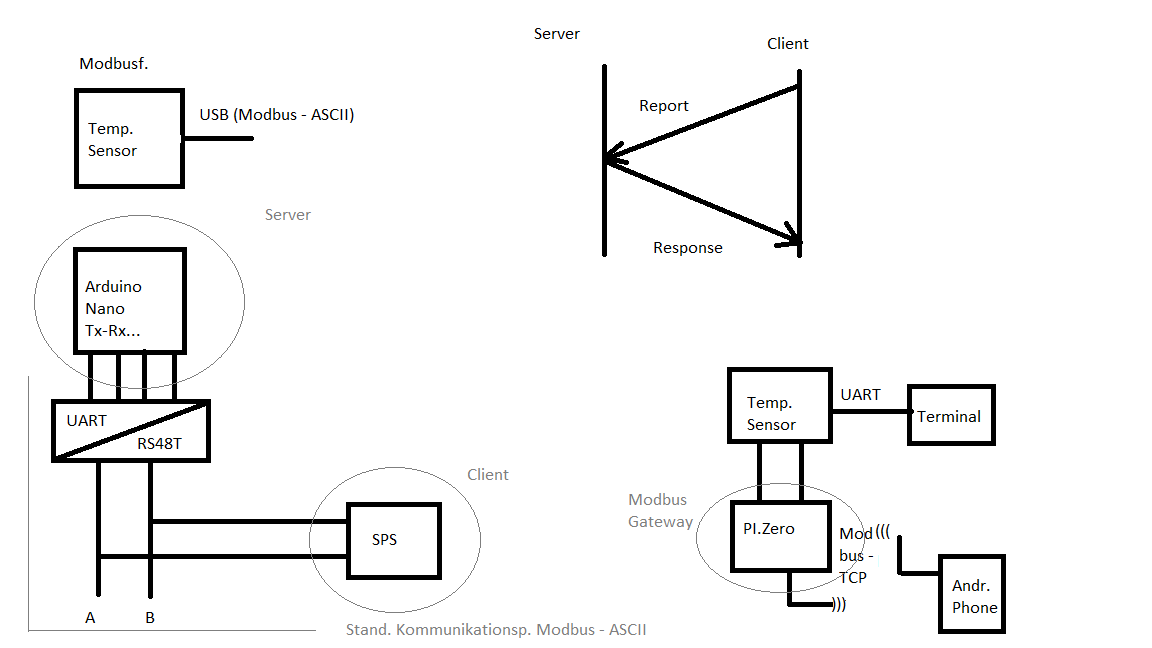 Server
Client
Modbusf.
Temp.
Sensor
USB (Modbus - ASCII)
Report
Response
Server
Arduino
Nano
Tx-Rx...
UART
RS48T
Client
SPS
A
B
Stand. Kommunikationsp. Modbus - ASCII
Temp.
Sensor
UART
Terminal
Modbus
Gateway
PI.Zero
Mod
bus -
TCP
(((
)))
Andr.
Phone